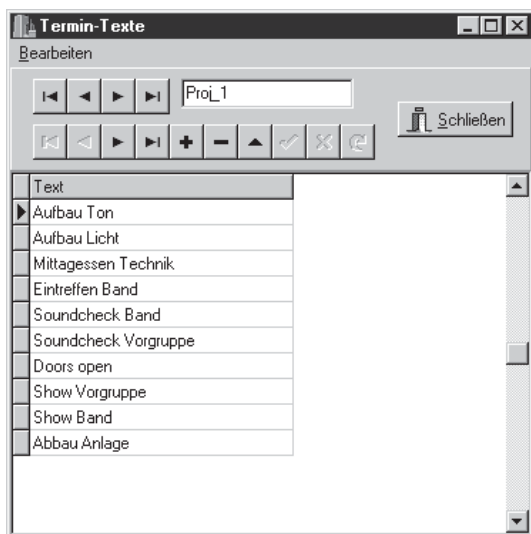 Termin-Texte
Bearbeiten
Proj_1
Schließen
Text
Aufbau Ton
Aufbau Licht
Mittagessen Technik
Eintreffen Band
Soundcheck Band
Soundcheck Vorgruppe
Doors open
Show Vorgruppe
Show Band
Abbau Anlage